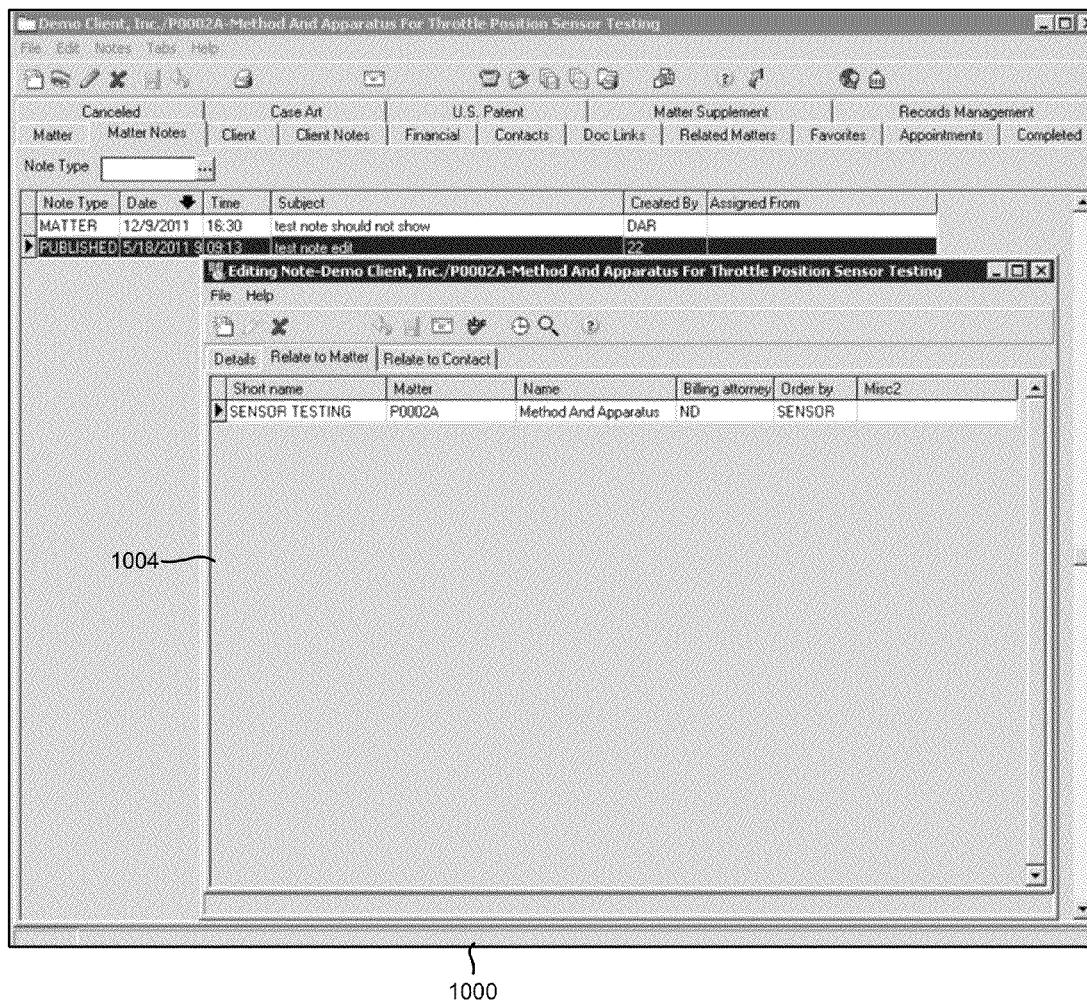 Demo Client, Inc./P0002A-Method And Apparatus For Throttle Position Sensor Testing
File Edit Notes Tabs Help
Canceled Case Art U.S. Patent Matter Supplement Records Management
Matter Matter Notes Client Client Notes Financial Contacts Doc Links Related Matters Favorites Appointments Completed
Note Type ...
Note Type Date Time Subject Created By Assigned From
MATTER 12/9/2011 16:30 test note should not show DAR
PUBLISHED 5/18/2011 9 09:13 test note edit 22
Editing Note-Demo Client, Inc./P0002A-Method And Apparatus For Throttle Position Sensor Testing
File Help
Details Relate to Matter Relate to Contact
Short name Matter Name Billing attorney Order by Misc2
SENSOR TESTING P0002A Method And Apparatus ND SENSOR
1004
1000